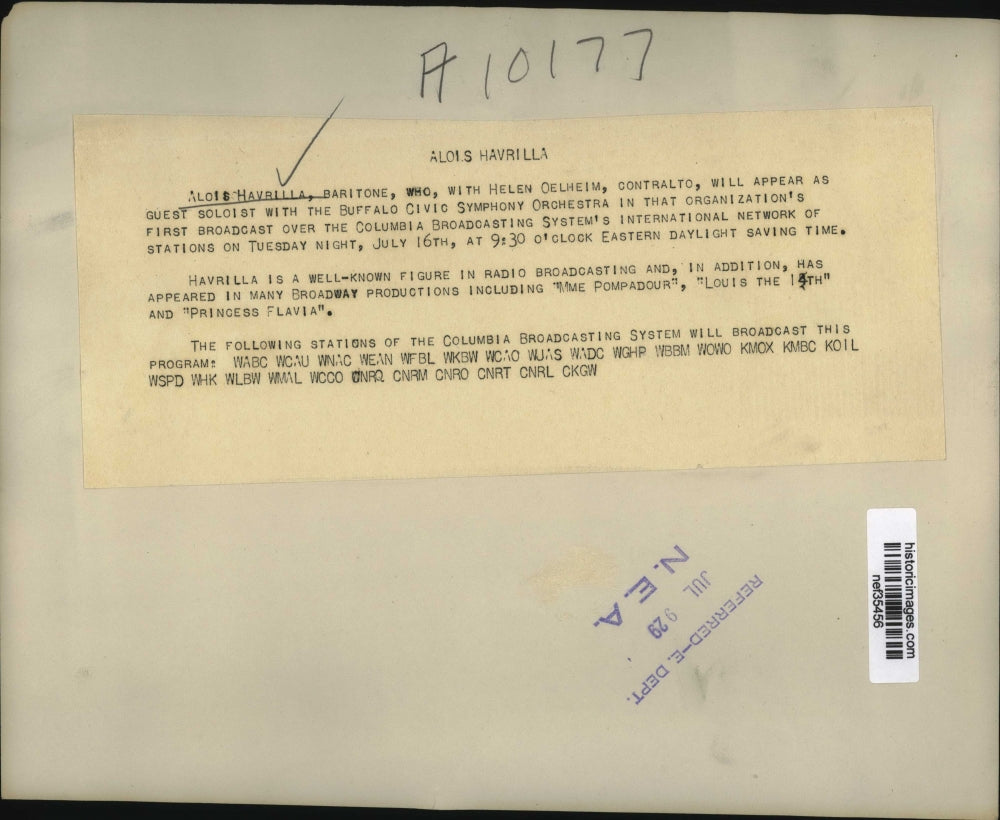 A 10177
ALOIS HAVRILLA
ALOIS HAVRILLA, BARITONE, WHO, WITH HELEN OELHEIM, CONTRALTO, WILL APPEAR AS
GUEST SOLOIST WITH THE BUFFALO CIVIC SYMPHONY ORCHESTRA IN THAT ORGANIZATION'S
FIRST BROADCAST OVER THE COLUMBIA BROADCASTING SYSTEM'S INTERNATIONAL NETWORK OF
STATIONS ON TUESDAY NIGHT, JULY 16TH, AT 9:30 O'CLOCK EASTERN DAYLIGHT SAVING TIME.
HAVRILLA IS A WELL-KNOWN FIGURE IN RADIO BROADCASTING AND, IN ADDITION, HAS
APPEARED IN MANY BROADWAY PRODUCTIONS INCLUDING "MME POMPADOUR", "LOUIS THE
AND "PRINCESS FLAVIA".
THE FOLLOWING STATIONS OF THE COLUMBIA BROADCASTING SYSTEM WILL BROADCAST THIS
PROGRAM: WABC WCAU WNAC WEAN WFBL WKBW WCAO WJAS WADC WGHP WBBM WOWO KMOX KMBC KOIL
WSPD WHK WLBW WMAL WCCO CNRQ CNRM CNRO CNRT CNRL CKGW
REFERRED-E. DEPT.
JUL 9 29
N.E.A.
historicimages.com
nef35456